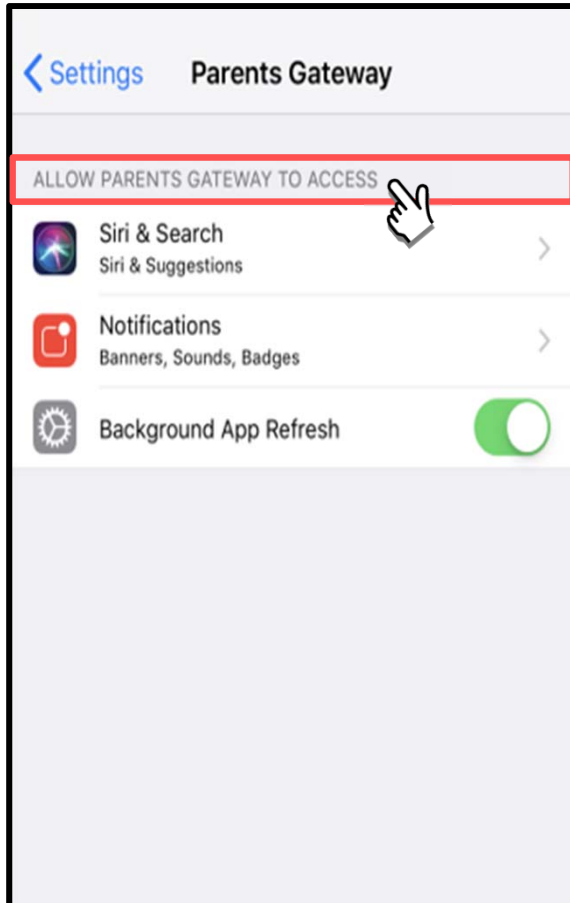 Settings Parents Gateway
ALLOW PARENTS GATEWAY TO ACCESS
Siri & Search
Siri & Suggestions
Notifications
Banners, Sounds, Badges
Background App Refresh